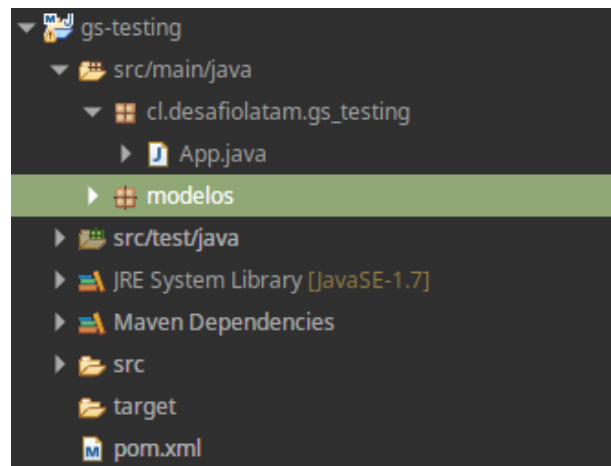 gs-testing
src/main/java
cl.desafiolatam.gs_testing
App.java
modelos
src/test/java
JRE System Library [JavaSE-1.7]
Maven Dependencies
src
target
pom.xml